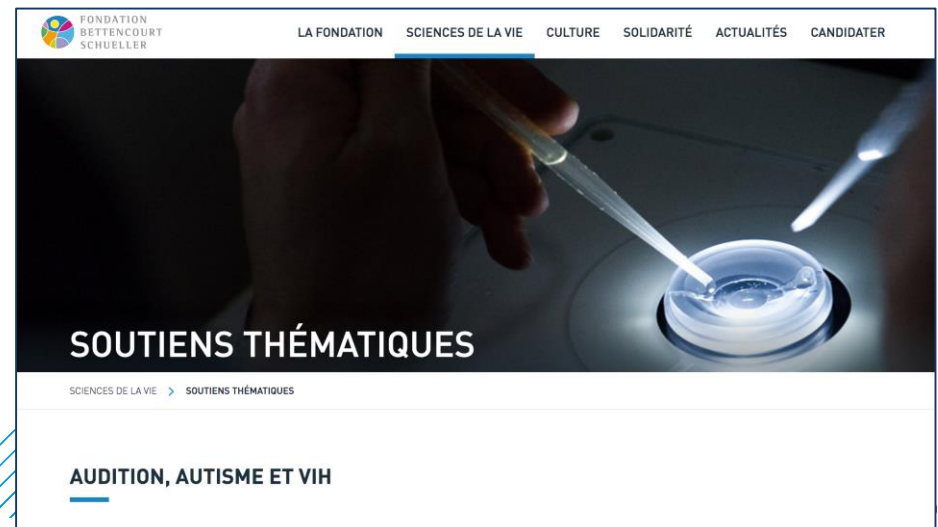 FONDATION
BETTENCOURT
SCHUELLER
LA FONDATION SCIENCES DE LA VIE CULTURE SOLIDARITÉ ACTUALITÉS CANDIDATER
SOUTIENS THÉMATIQUES
SCIENCES DE LA VIE > SOUTIENS THÉMATIQUES
AUDITION, AUTISME ET VIH